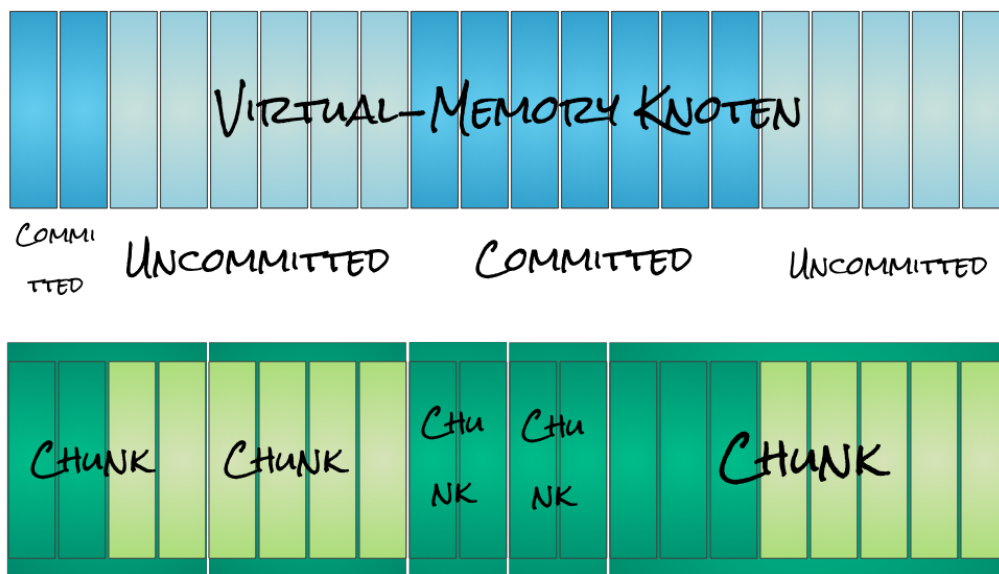 Virtual-Memory Knoten
Commi
tted
Uncommitted
Committed
Uncommitted
Chunk
Chunk
Chu
nk
Chu
nk
Chunk